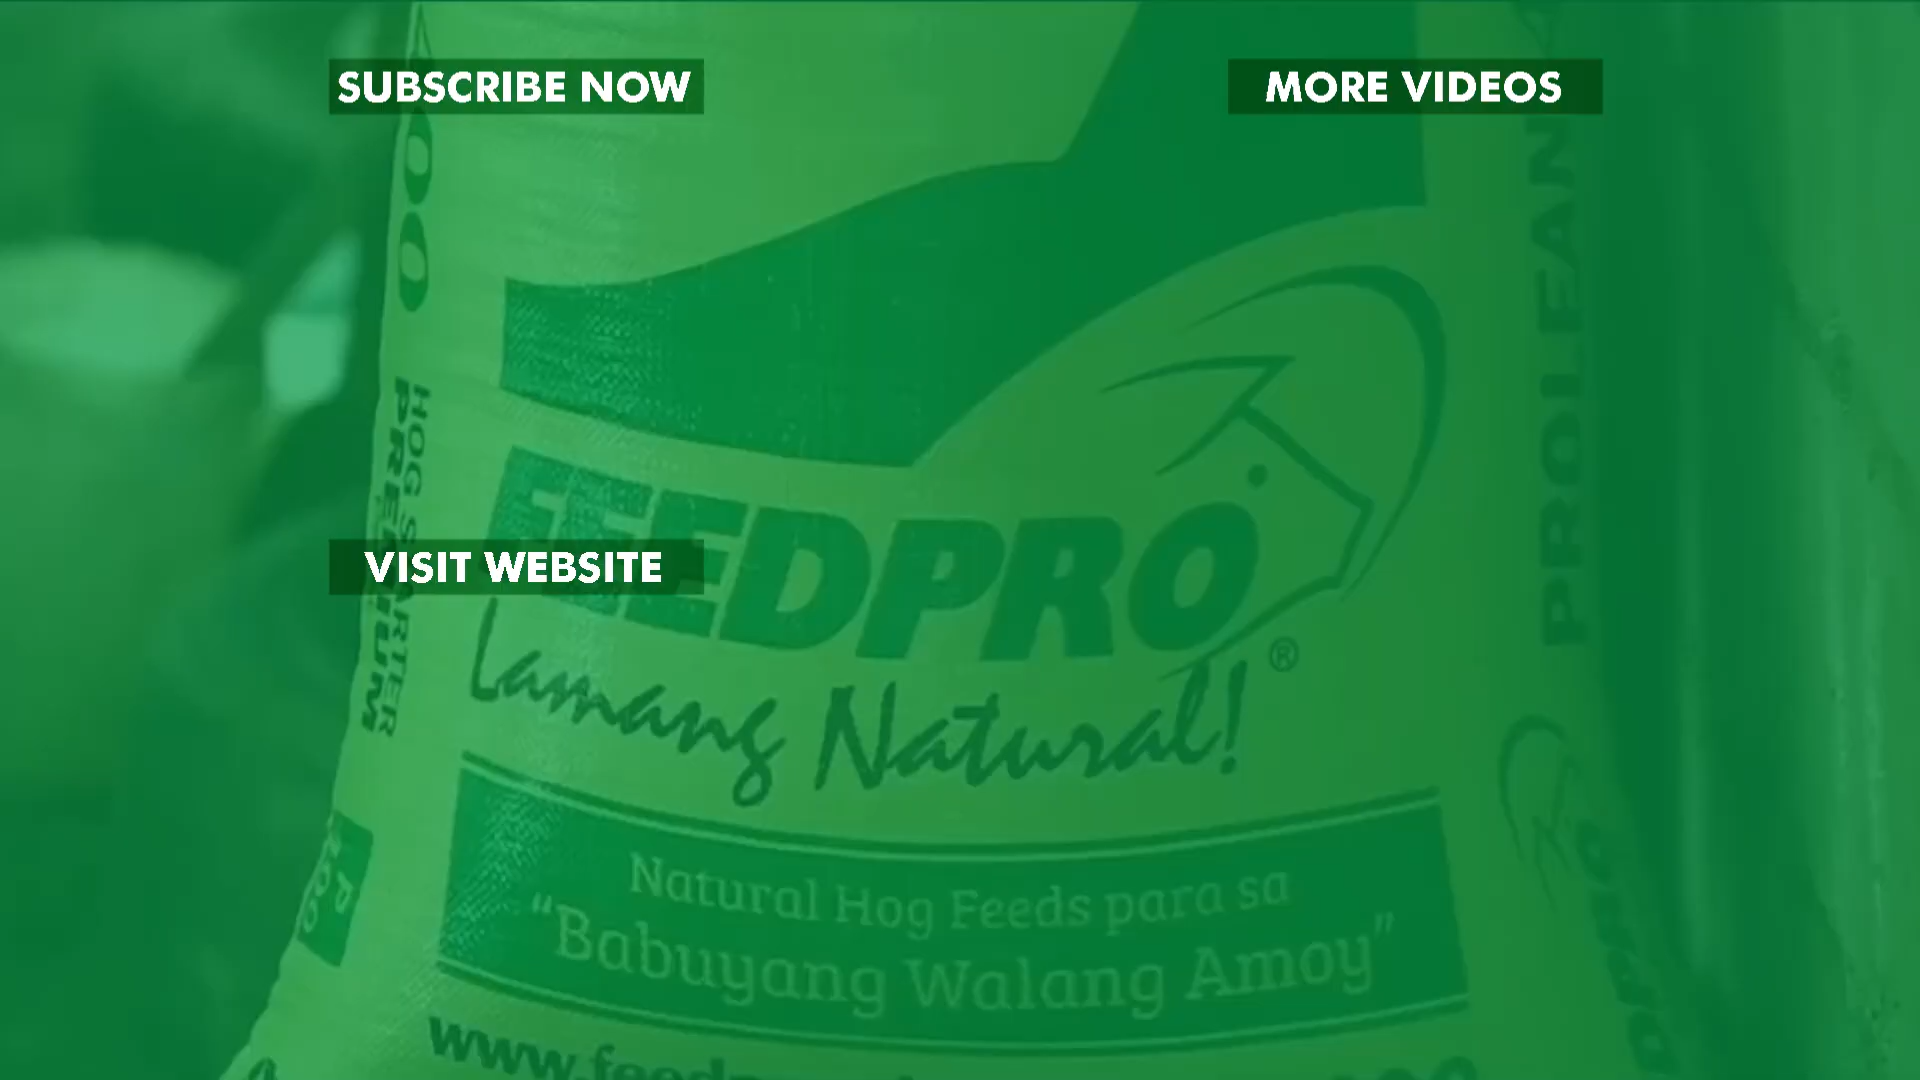 SUBSCRIBE NOW
MORE VIDEOS
VISIT WEBSITE
HOG STARTER
PREMIUM
PROLEAN
FEEDPRO
Lamang Natural! ®
Natural Hog Feeds para sa
"Babuyang Walang Amoy"